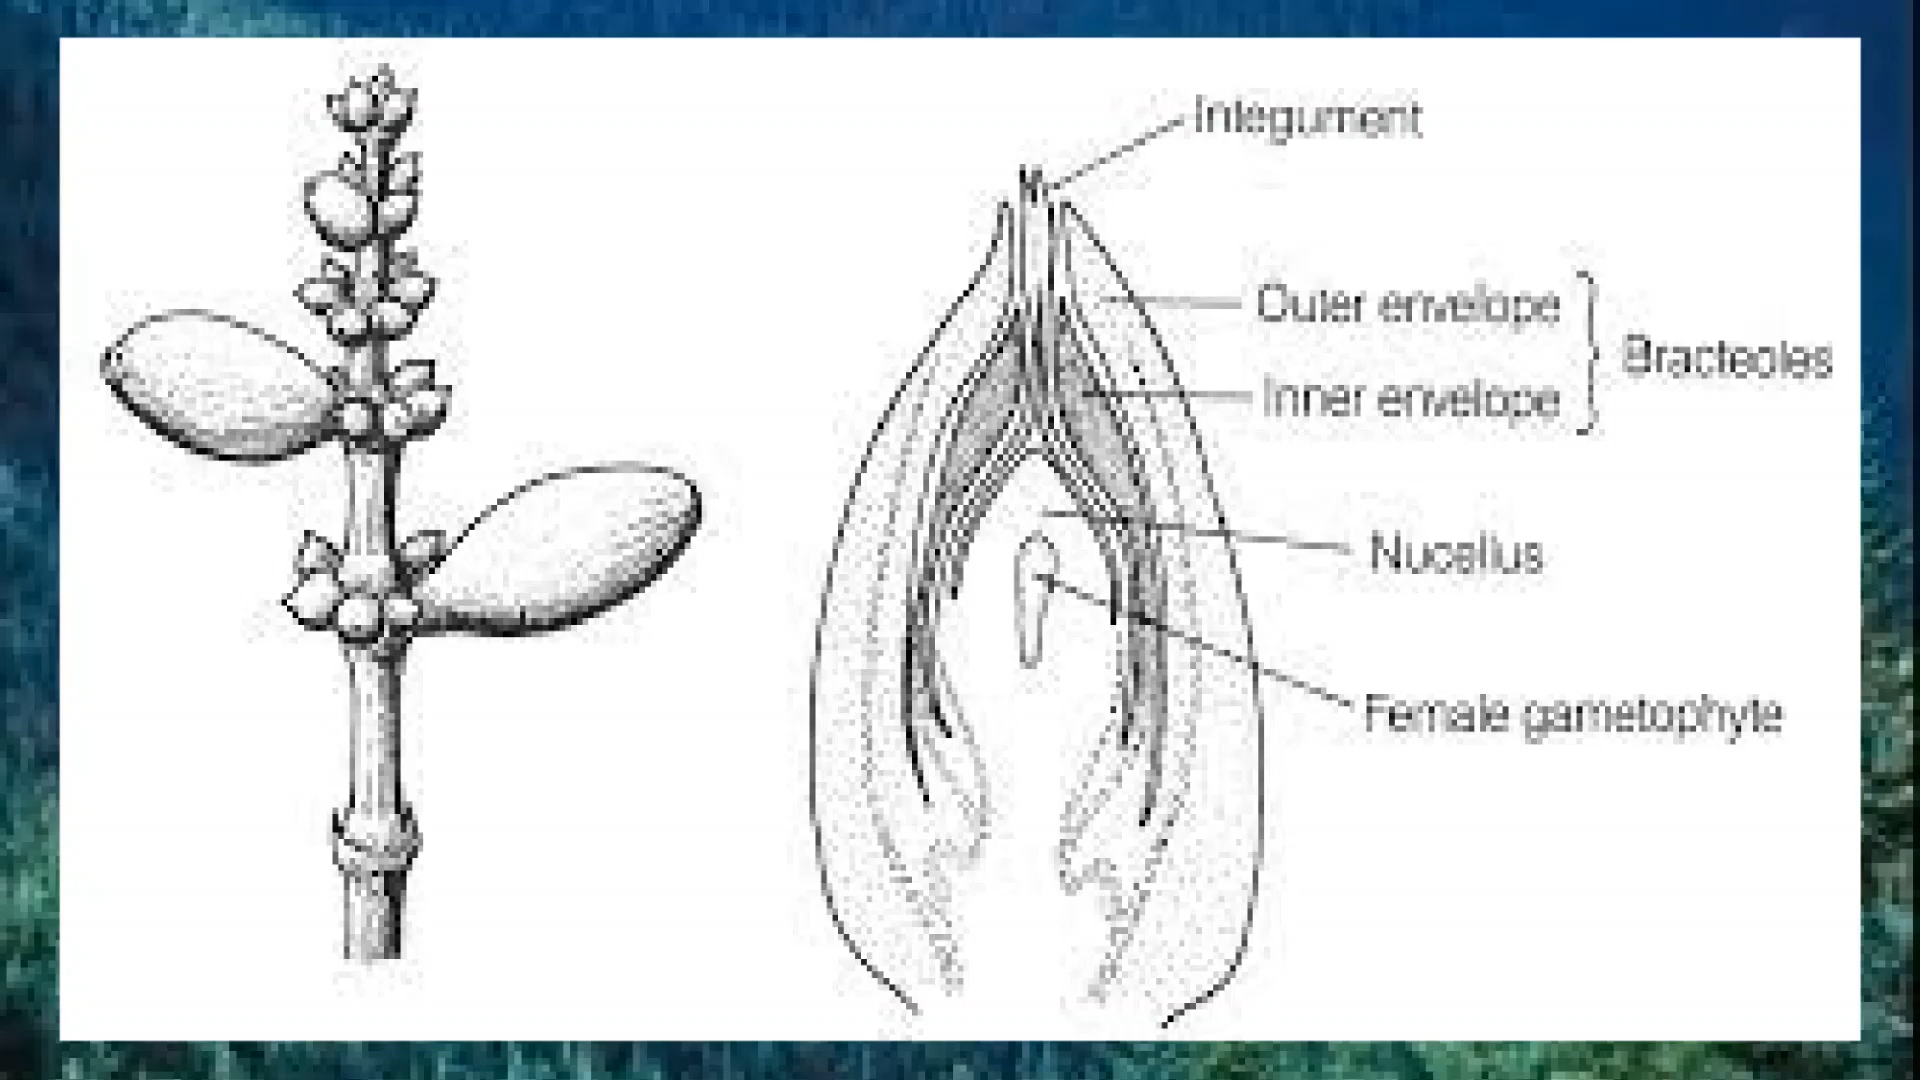 Integument
Outer envelope
Inner envelope
Bracteoles
Nucellus
Female gametophyte